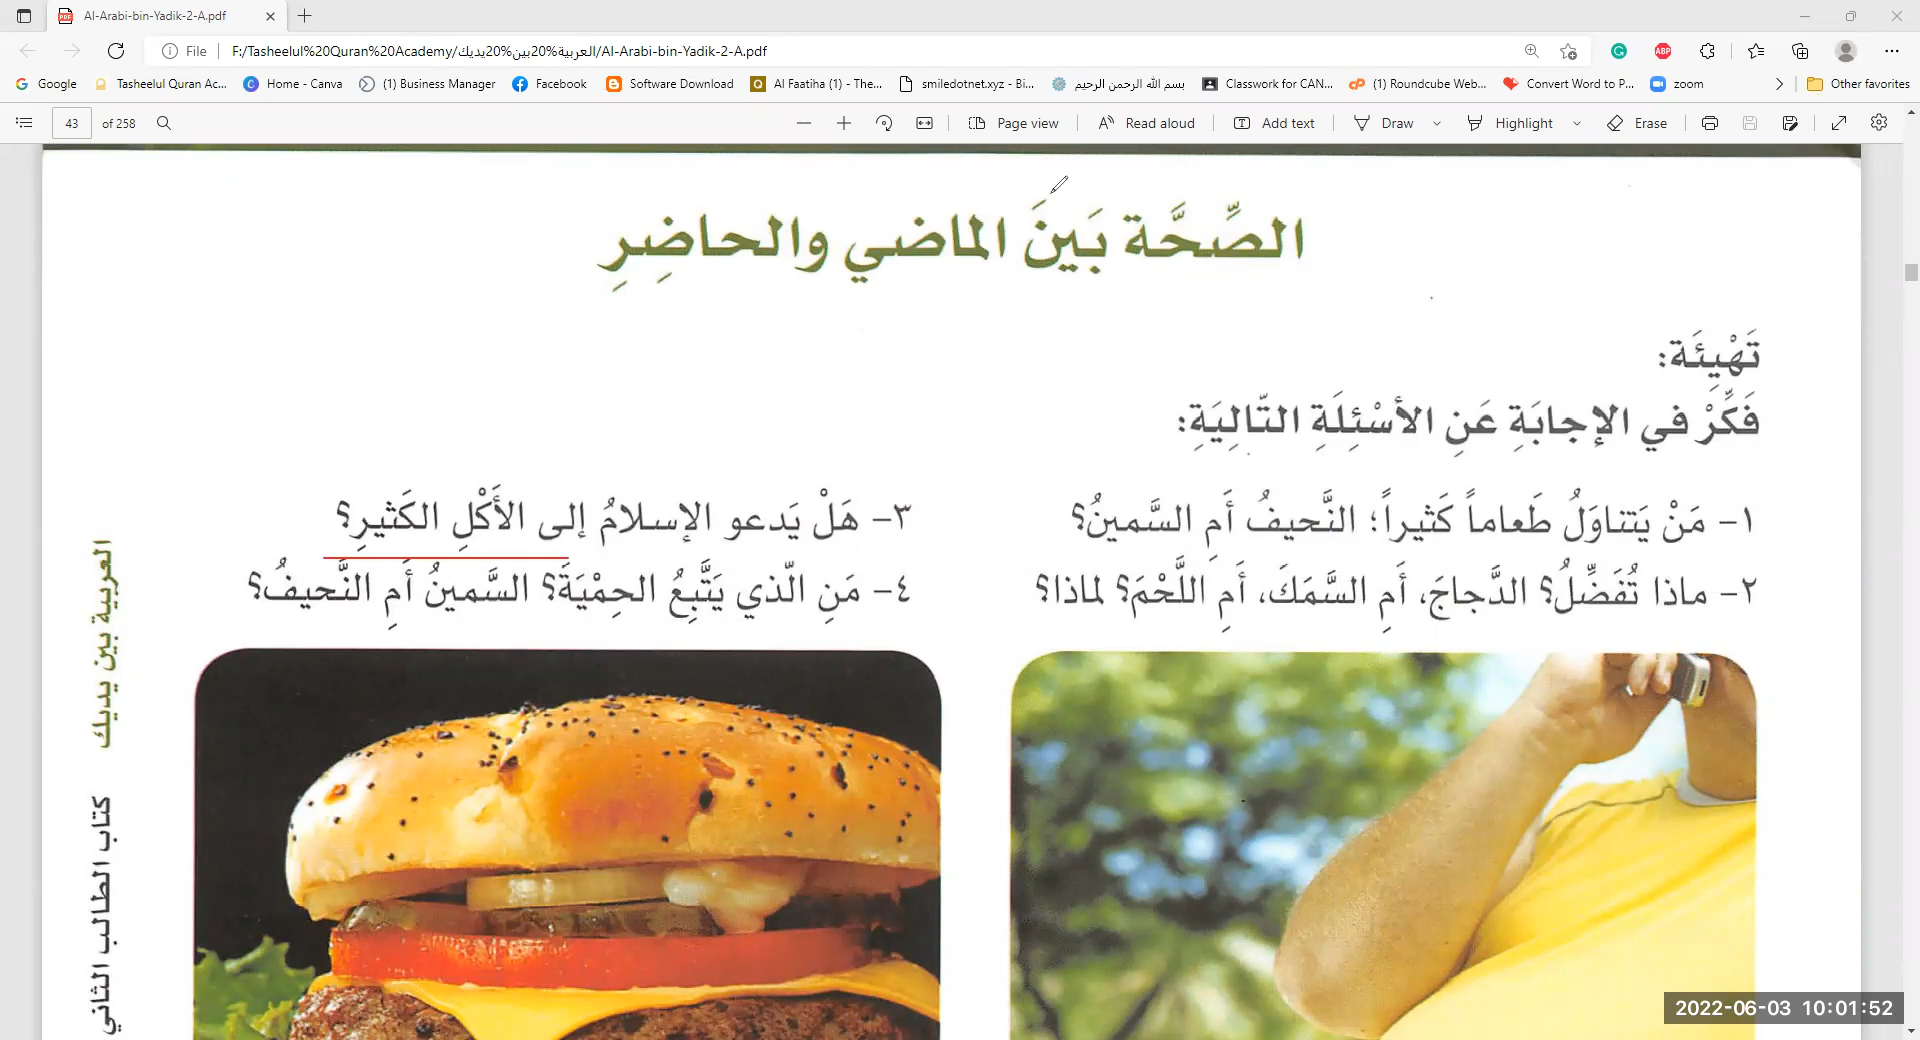 Al-Arabi-bin-Yadik-2-A.pdf
File F:/Tasheelul%20Quran%20Academy/العربية%20بين%20يديك/Al-Arabi-bin-Yadik-2-A.pdf
Google Tasheelul Quran Ac... Home - Canva (1) Business Manager Facebook Software Download Al Faatiha (1) - The... smiledotnet.xyz - Bi... بسم الله الرحمن الرحيم Classwork for CAN... (1) Roundcube Web... Convert Word to P... zoom Other favorites
43 of 258 Page view Read aloud Add text Draw Highlight Erase
الصِّحَّة بَينَ الماضي والحاضِرِ
تَهْيِئَة:
فَكِّرْ في الإجابَةِ عَنِ الأسْئِلَةِ التّالِيَةِ:
١- مَنْ يَتناوَلُ طَعاماً كَثيراً؛ النَّحيفُ أَمِ السَّمينُ؟
٢- ماذا تُفَضِّلُ؟ الدَّجاجَ، أَمِ السَّمَكَ، أَمِ اللَّحْمَ؟ لماذا؟
٣- هَلْ يَدعو الإسلامُ إلى الأَكْلِ الكَثيرِ؟
٤- مَنِ الّذي يَتَّبِعُ الحِمْيَةَ؟ السَّمينُ أَمِ النَّحيفُ؟
العربية بين يديك كتاب الطالب الثاني
2022-06-03 10:01:52